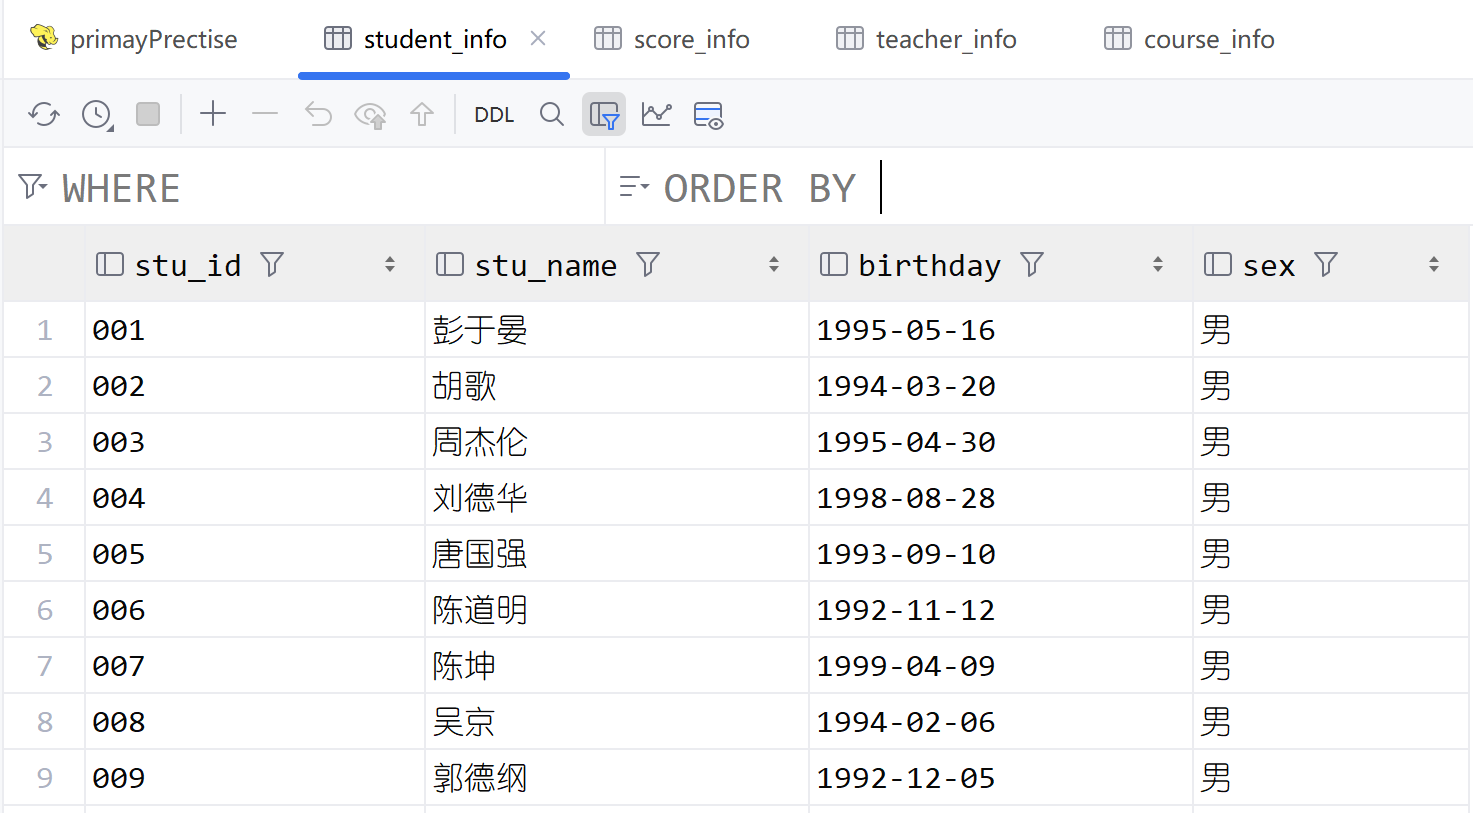 primayPrectise student_info score_info teacher_info course_info
DDL
WHERE ORDER BY
stu_id stu_name birthday sex
1 001 彭于晏 1995-05-16 男
2 002 胡歌 1994-03-20 男
3 003 周杰伦 1995-04-30 男
4 004 刘德华 1998-08-28 男
5 005 唐国强 1993-09-10 男
6 006 陈道明 1992-11-12 男
7 007 陈坤 1999-04-09 男
8 008 吴京 1994-02-06 男
9 009 郭德纲 1992-12-05 男